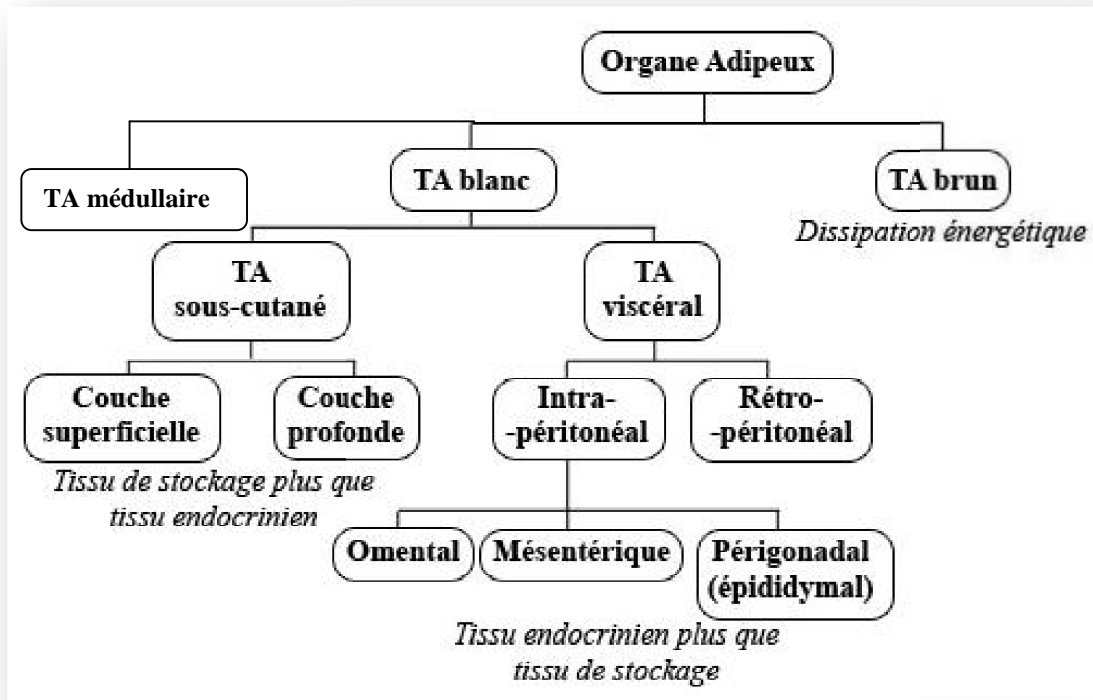 Organe Adipeux
TA médullaire
TA blanc
TA brun
Dissipation énergétique
TA
sous-cutané
TA
viscéral
Couche
superficielle
Couche
profonde
Intra-
-péritonéal
Rétro-
-péritonéal
Tissu de stockage plus que
tissu endocrinien
Omental
Mésentérique
Périgonadal
(épididymal)
Tissu endocrinien plus que
tissu de stockage